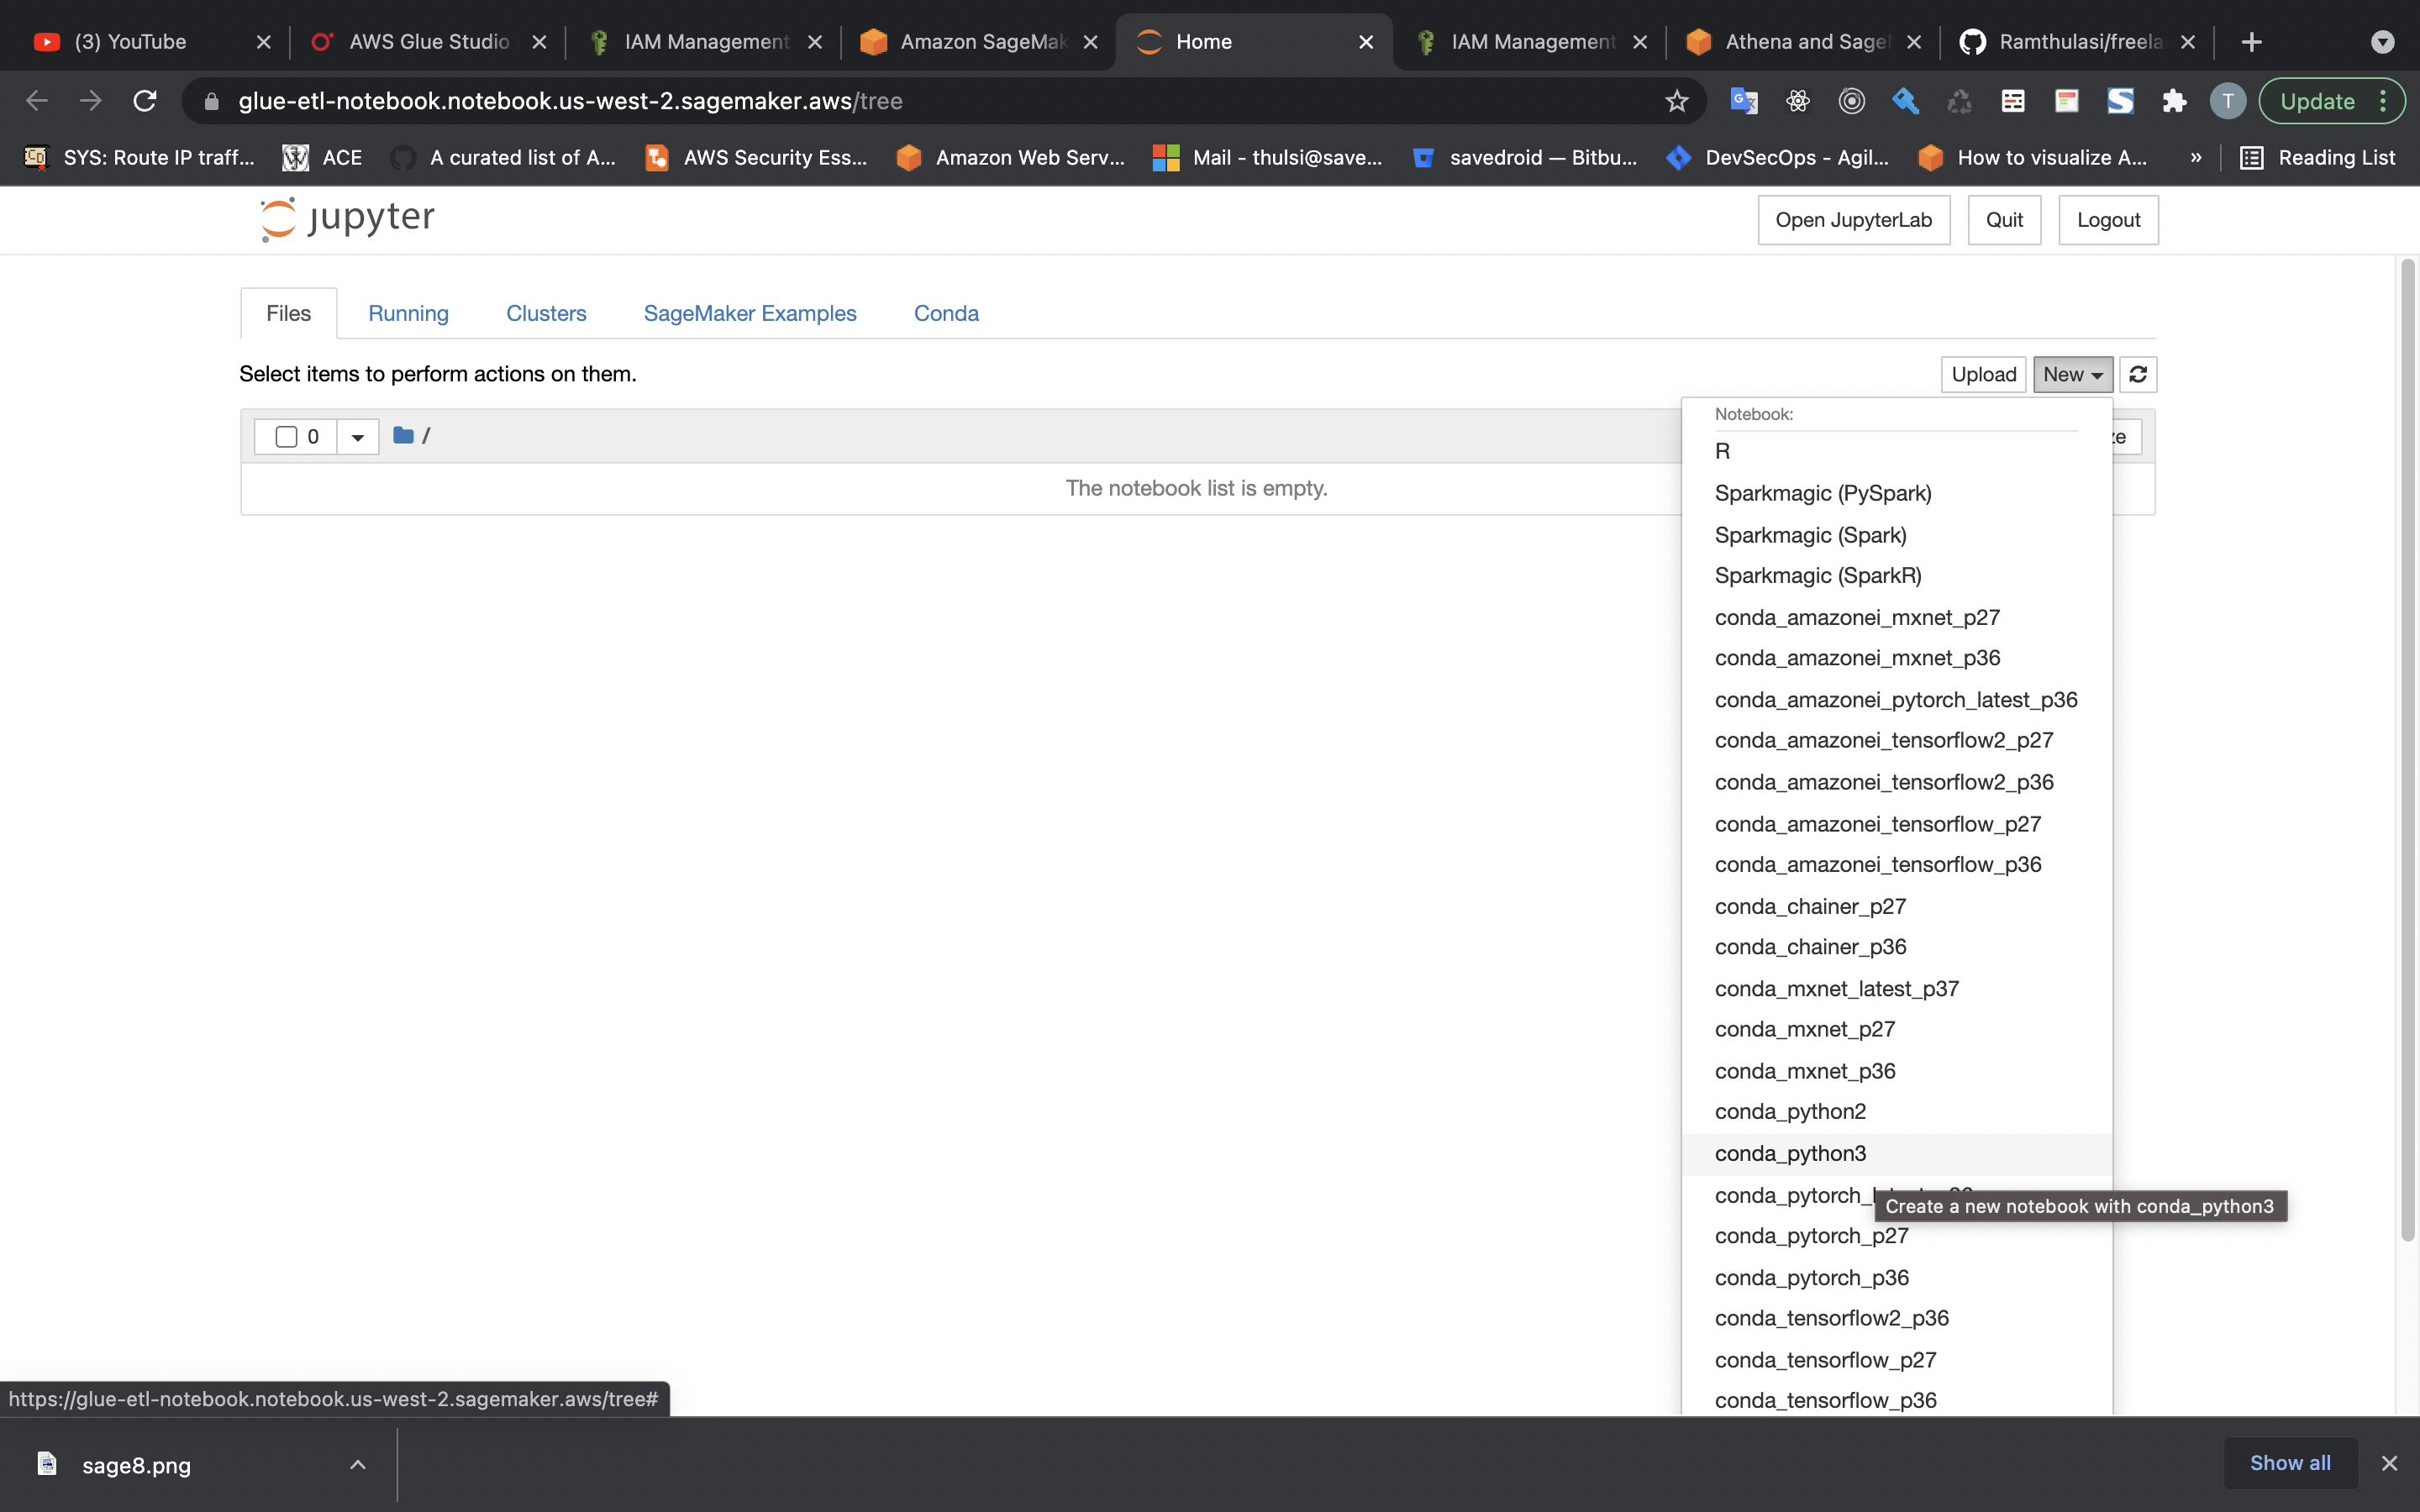 (3) YouTube
AWS Glue Studio
IAM Management
Amazon SageMak
Home
IAM Management
Athena and Sage
Ramthulasi/freela
glue-etl-notebook.notebook.us-west-2.sagemaker.aws/tree
T
Update
SYS: Route IP traff...
ACE
A curated list of A...
AWS Security Ess...
Amazon Web Serv...
Mail - thulsi@save...
savedroid — Bitbu...
DevSecOps - Agil...
How to visualize A...
»
Reading List
jupyter
Open JupyterLab
Quit
Logout
Files
Running
Clusters
SageMaker Examples
Conda
Select items to perform actions on them.
Upload
New
0
/
The notebook list is empty.
Notebook:
R
Sparkmagic (PySpark)
Sparkmagic (Spark)
Sparkmagic (SparkR)
conda_amazonei_mxnet_p27
conda_amazonei_mxnet_p36
conda_amazonei_pytorch_latest_p36
conda_amazonei_tensorflow2_p27
conda_amazonei_tensorflow2_p36
conda_amazonei_tensorflow_p27
conda_amazonei_tensorflow_p36
conda_chainer_p27
conda_chainer_p36
conda_mxnet_latest_p37
conda_mxnet_p27
conda_mxnet_p36
conda_python2
conda_python3
conda_pytorch_
Create a new notebook with conda_python3
conda_pytorch_p27
conda_pytorch_p36
conda_tensorflow2_p36
conda_tensorflow_p27
conda_tensorflow_p36
https://glue-etl-notebook.notebook.us-west-2.sagemaker.aws/tree#
sage8.png
Show all